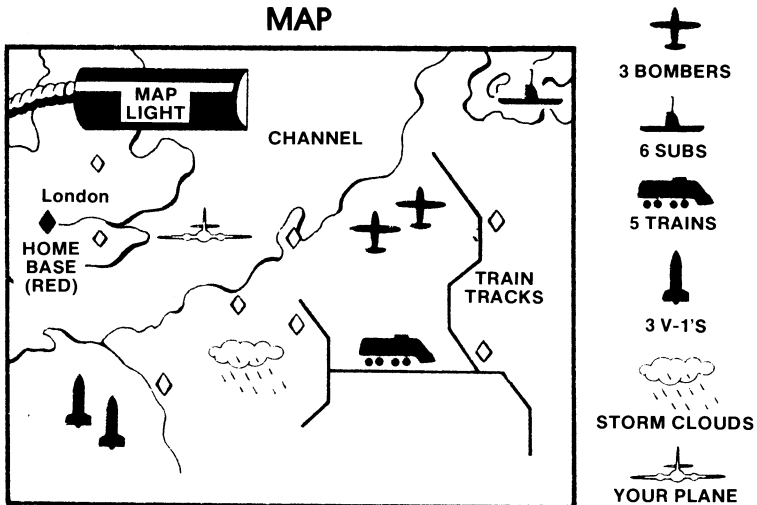 MAP
MAP
LIGHT
CHANNEL
London
HOME
BASE
(RED)
TRAIN
TRACKS
3 BOMBERS
6 SUBS
5 TRAINS
3 V-1'S
STORM CLOUDS
YOUR PLANE